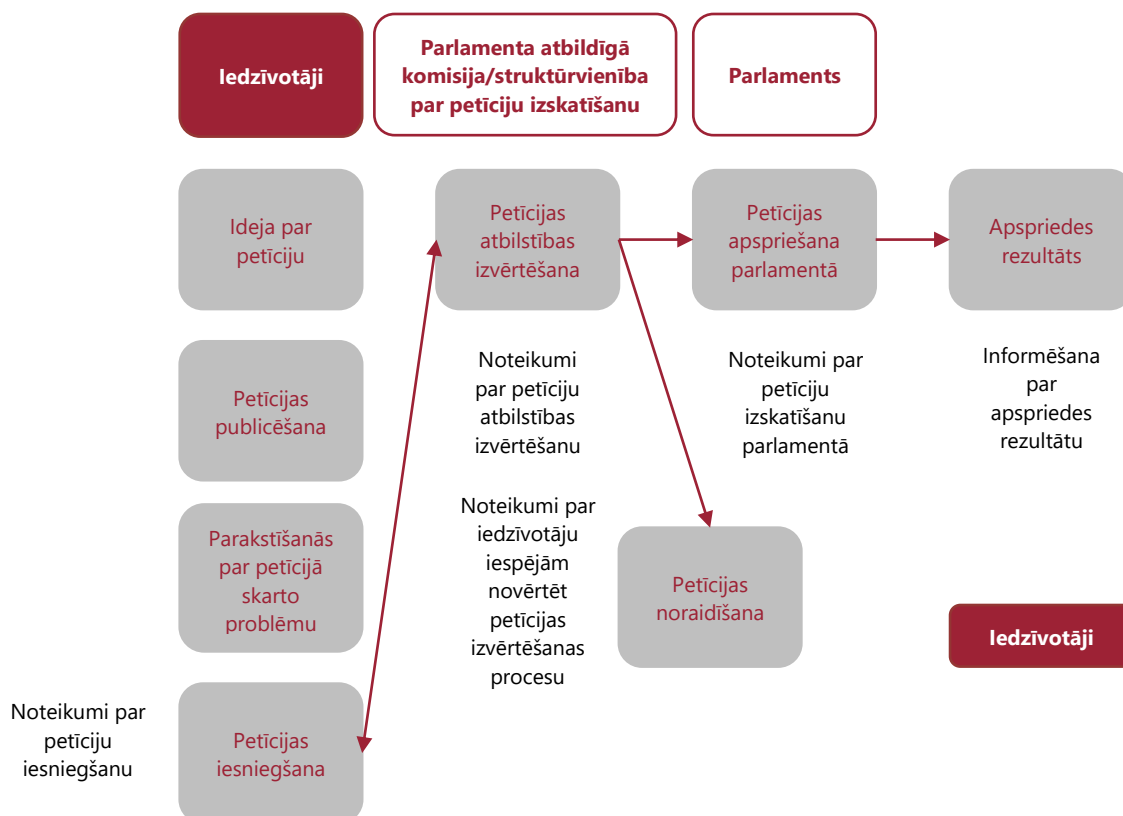 Iedzīvotāji
Parlamenta atbildīgā
komisija/struktūrvienība
par petīciju izskatīšanu
Parlaments
Ideja par
petīciju
Petīcijas
atbilstības
izvērtēšana
Petīcijas
apspriešana
parlamentā
Apspriedes
rezultāts
Petīcijas
publicēšana
Noteikumi
par petīciju
atbilstības
izvērtēšanu
Noteikumi par
petīciju
izskatīšanu
parlamentā
Informēšana
par
apspriedes
rezultātu
Parakstīšanās
par petīcijā
skarto
problēmu
Noteikumi par
iedzīvotāju
iespējām
novērtēt
petīcijas
izvērtēšanas
procesu
Petīcijas
noraidīšana
Iedzīvotāji
Noteikumi par
petīciju
iesniegšanu
Petīcijas
iesniegšana